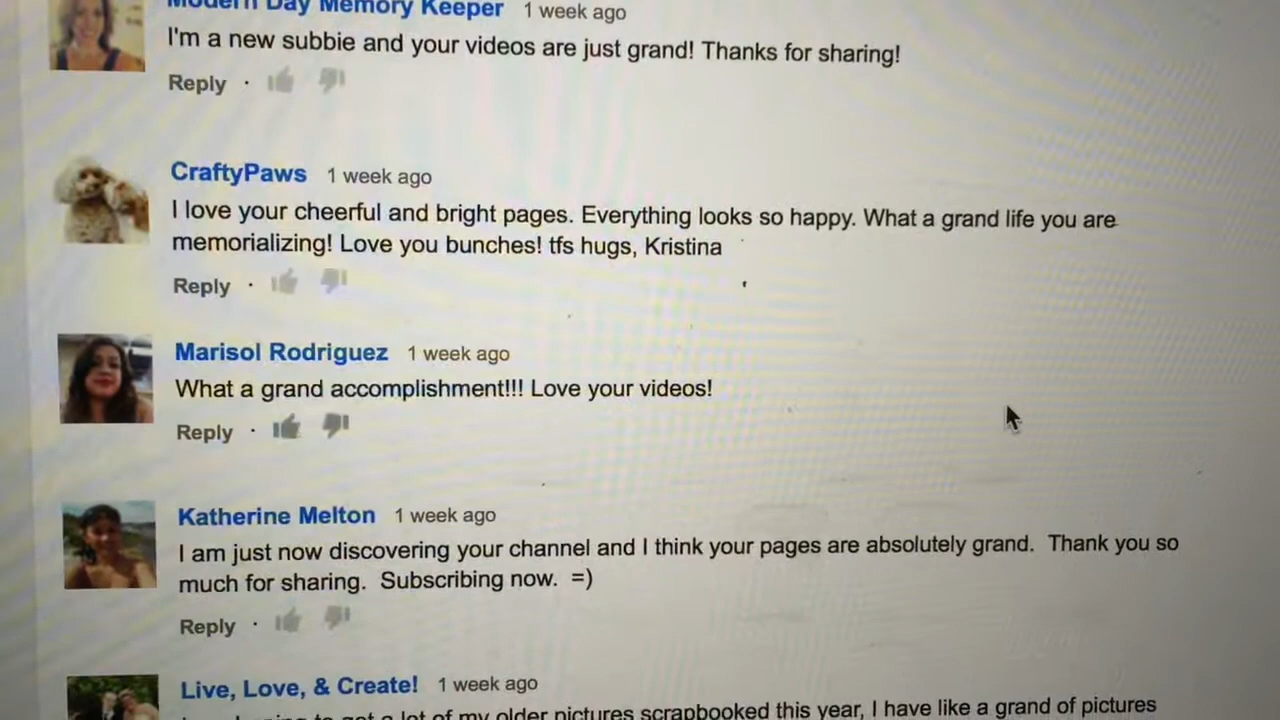 Modern Day Memory Keeper 1 week ago
I'm a new subbie and your videos are just grand! Thanks for sharing!
Reply ·
CraftyPaws 1 week ago
I love your cheerful and bright pages. Everything looks so happy. What a grand life you are
memorializing! Love you bunches! tfs hugs, Kristina
Reply ·
Marisol Rodriguez 1 week ago
What a grand accomplishment!!! Love your videos!
Reply ·
Katherine Melton 1 week ago
I am just now discovering your channel and I think your pages are absolutely grand. Thank you so
much for sharing. Subscribing now. =)
Reply ·
Live, Love, & Create! 1 week ago
to get a lot of my older pictures scrapbooked this year, I have like a grand of pictures